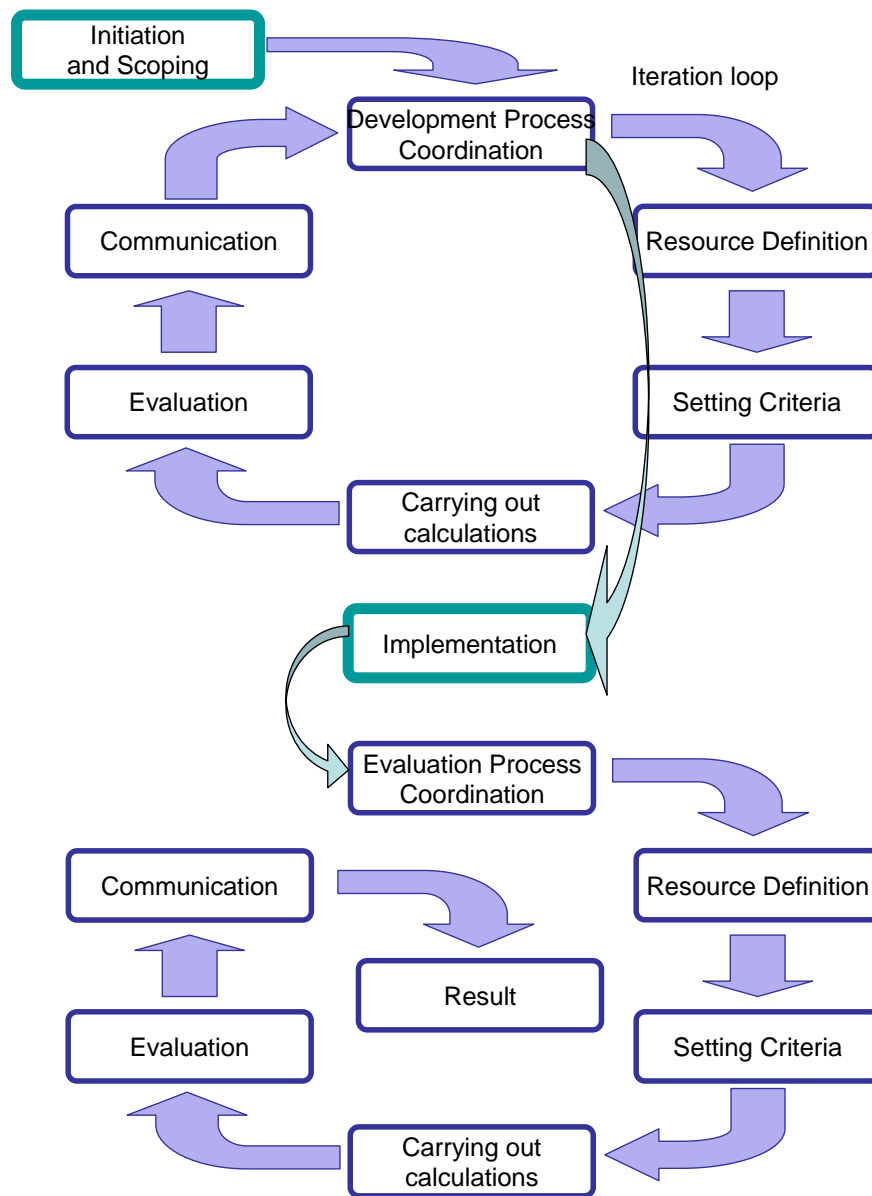 Initiation
and Scoping
Iteration loop
Development Process
Coordination
Communication
Resource Definition
Evaluation
Setting Criteria
Carrying out
calculations
Implementation
Evaluation Process
Coordination
Communication
Resource Definition
Result
Evaluation
Setting Criteria
Carrying out
calculations